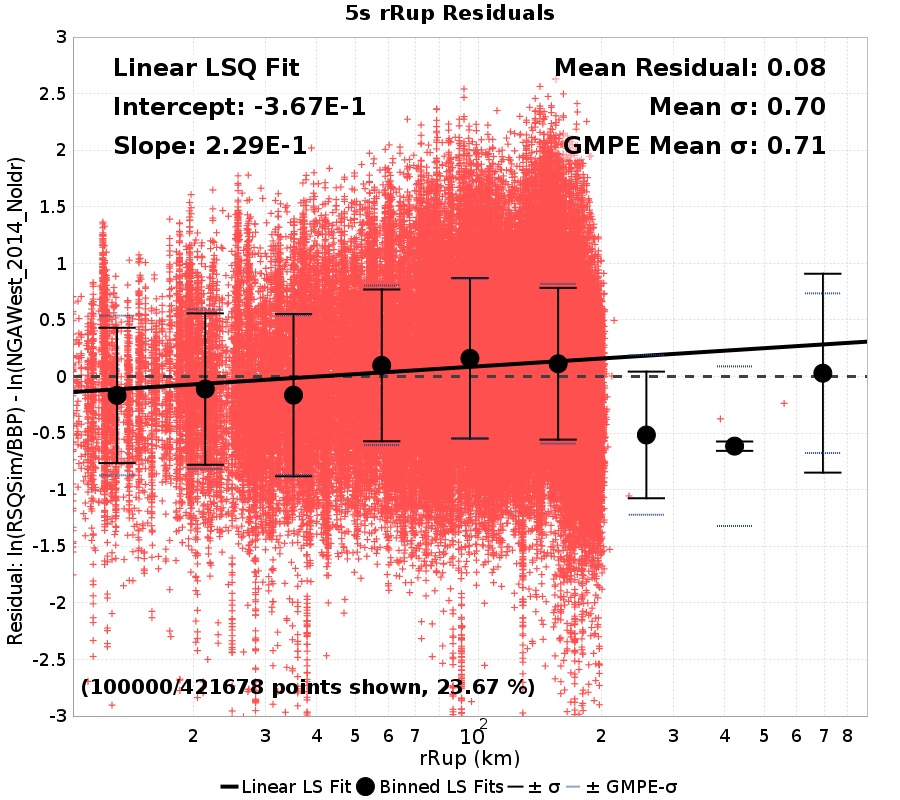 5s rRup Residuals
Linear LSQ Fit
Intercept: -3.67E-1
Slope: 2.29E-1
Mean Residual: 0.08
Mean σ: 0.70
GMPE Mean σ: 0.71
Residual: ln(RSQSim/BBP) - ln(NGAWest_2014_NoIdr)
3
2.5
2
1.5
1
0.5
0
-0.5
-1
-1.5
-2
-2.5
-3
(100000/421678 points shown, 23.67 %)
2 3 4 5 6 7 10² 2 3 4 5 6 7 8
rRup (km)
Linear LS Fit Binned LS Fits ± σ ± GMPE-σ